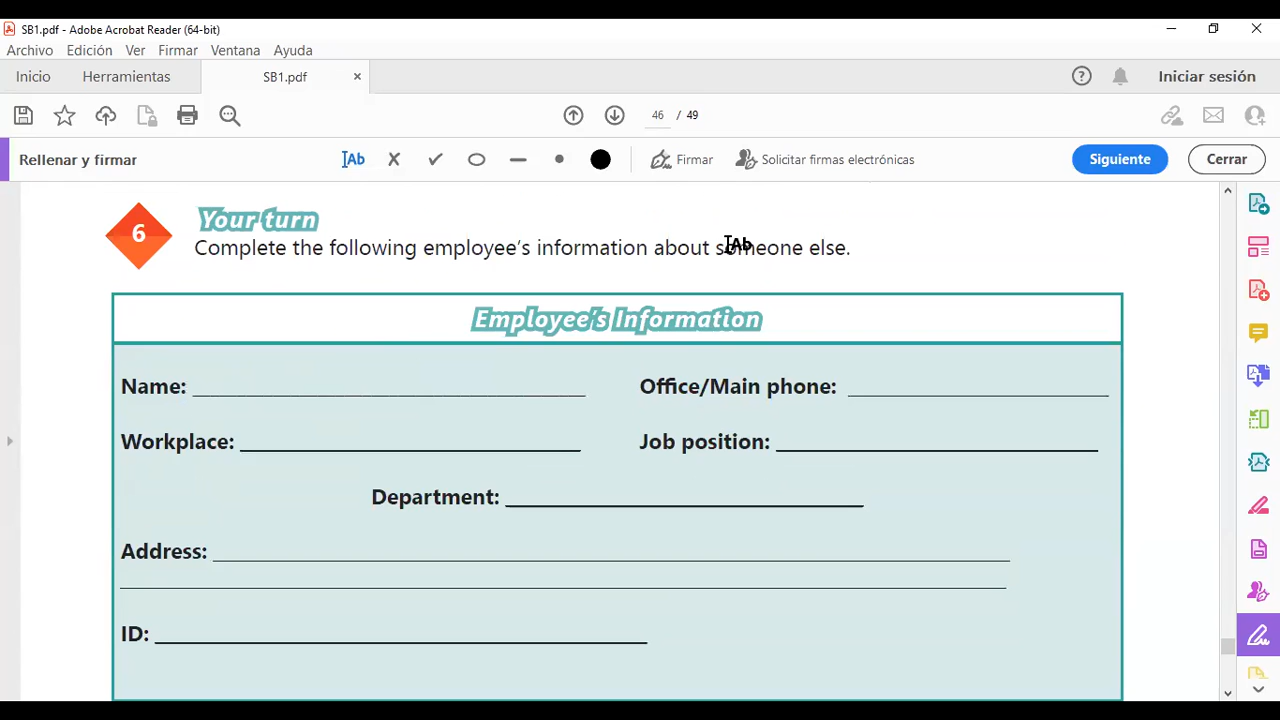 SB1.pdf - Adobe Acrobat Reader (64-bit)
Archivo Edición Ver Firmar Ventana Ayuda
Inicio Herramientas SB1.pdf × Iniciar sesión
46 / 49
Rellenar y firmar Ab Firmar Solicitar firmas electrónicas Siguiente Cerrar
6 Your turn
Complete the following employee's information about someone else.
Ab
Employee's Information
Name: Office/Main phone:
Workplace: Job position:
Department:
Address:
ID: